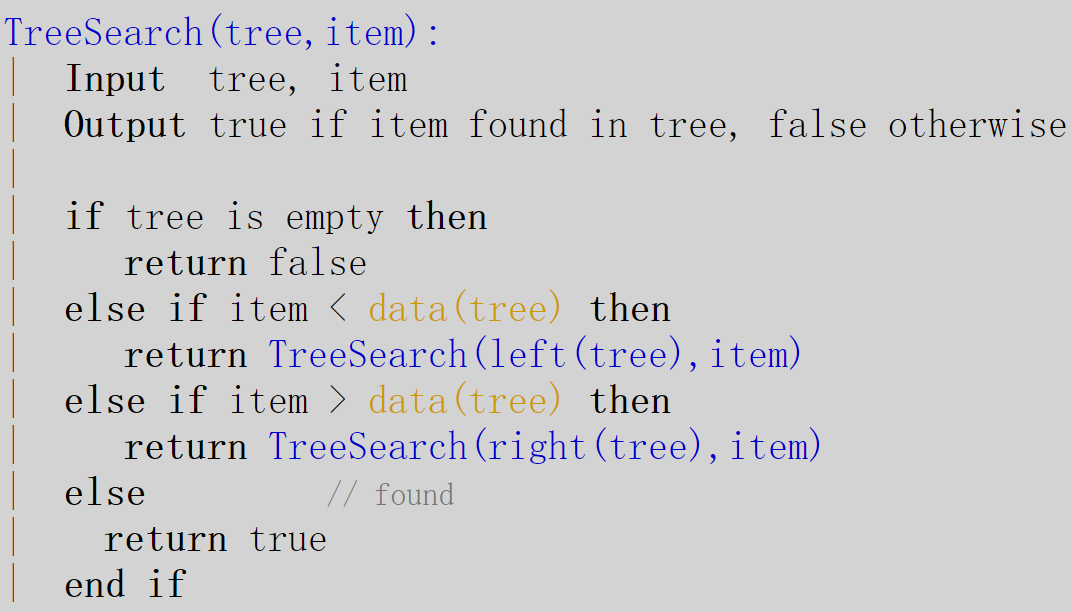 TreeSearch(tree,item):
| Input  tree, item
| Output true if item found in tree, false otherwise
|
| if tree is empty then
|    return false
| else if item < data(tree) then
|    return TreeSearch(left(tree),item)
| else if item > data(tree) then
|    return TreeSearch(right(tree),item)
| else         // found
|   return true
| end if